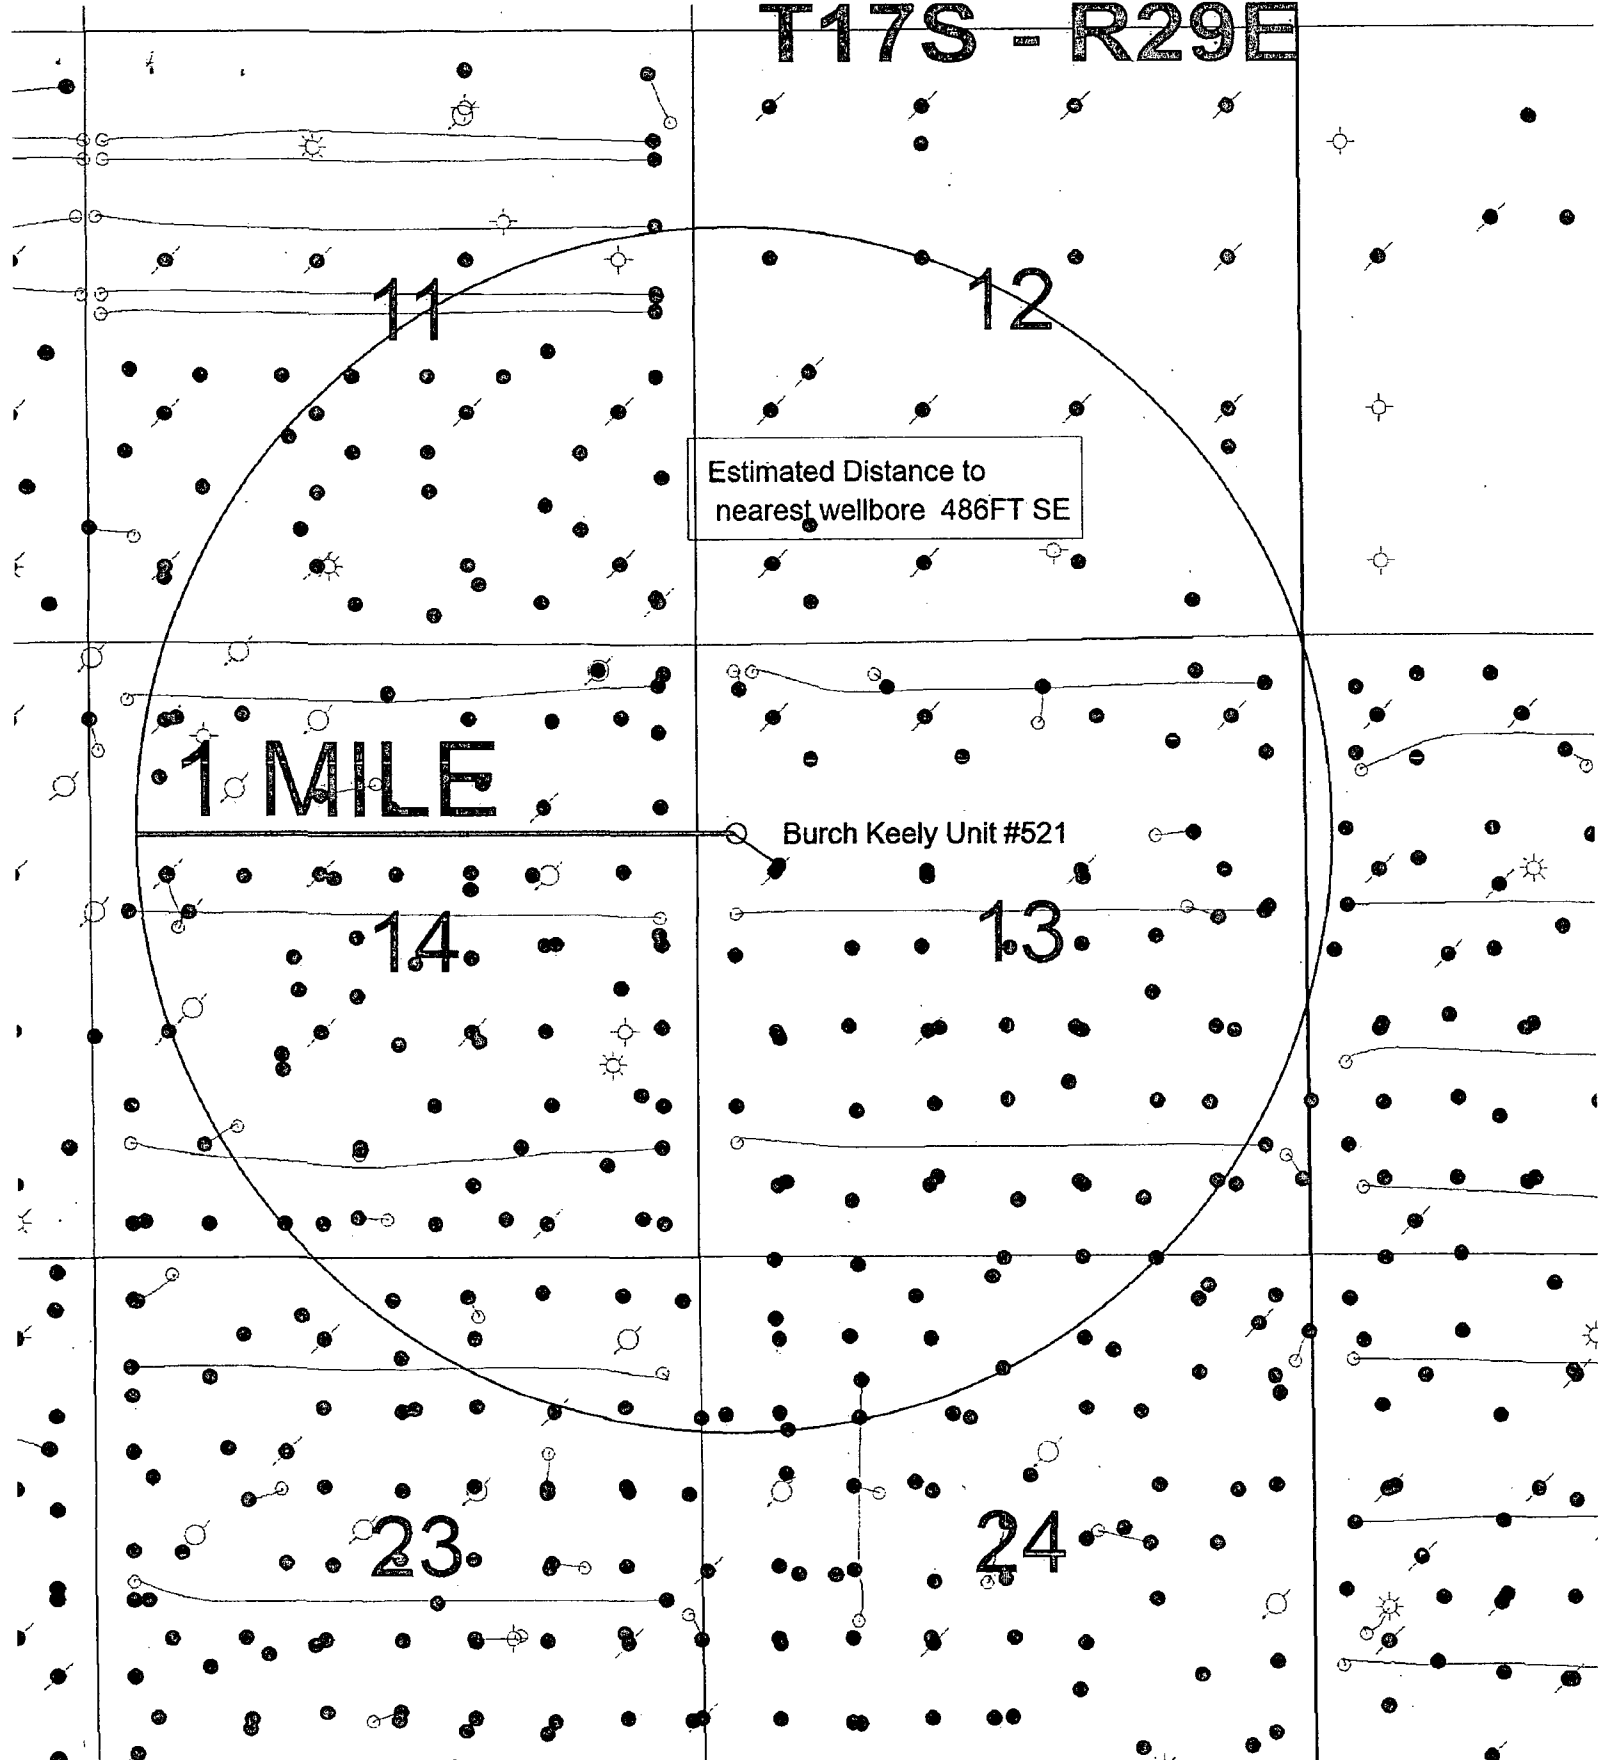 T17S - R29E
11
12
Estimated Distance to
nearest wellbore 486FT SE
1 MILE
Burch Keely Unit #521
14
13
23
24